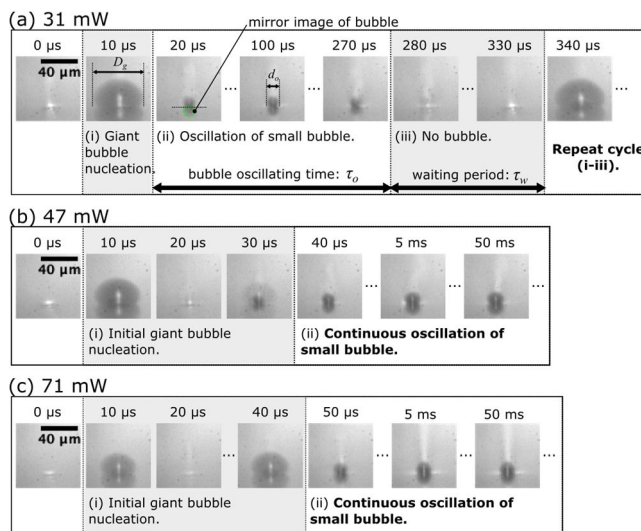 (a) 31 mW
mirror image of bubble
0 µs 10 µs 20 µs 100 µs 270 µs 280 µs 330 µs 340 µs
40 µm
D_g
d_o
... ... ... ...
(i) Giant
bubble
nucleation.
(ii) Oscillation of small bubble.
(iii) No bubble.
Repeat cycle
(i-iii).
bubble oscillating time: τ_o
waiting period: τ_w
(b) 47 mW
0 µs 10 µs 20 µs 30 µs 40 µs 5 ms 50 ms
40 µm
... ... ...
(i) Initial giant bubble
nucleation.
(ii) Continuous oscillation of
small bubble.
(c) 71 mW
0 µs 10 µs 20 µs 40 µs 50 µs 5 ms 50 ms
40 µm
... ... ... ...
(i) Initial giant bubble
nucleation.
(ii) Continuous oscillation of
small bubble.